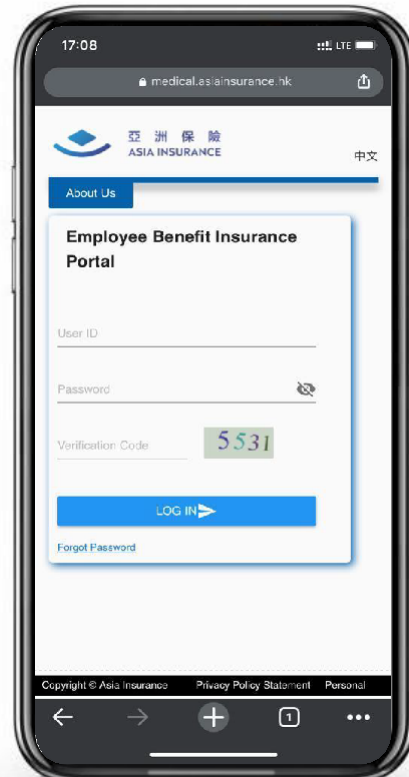 17:08
LTE
medical.asiainsurance.hk
亞洲保險
ASIA INSURANCE
中文
About Us
Employee Benefit Insurance
Portal
User ID
Password
Verification Code
5531
LOG IN
Forgot Password
Copyright © Asia Insurance Privacy Policy Statement Personal
1